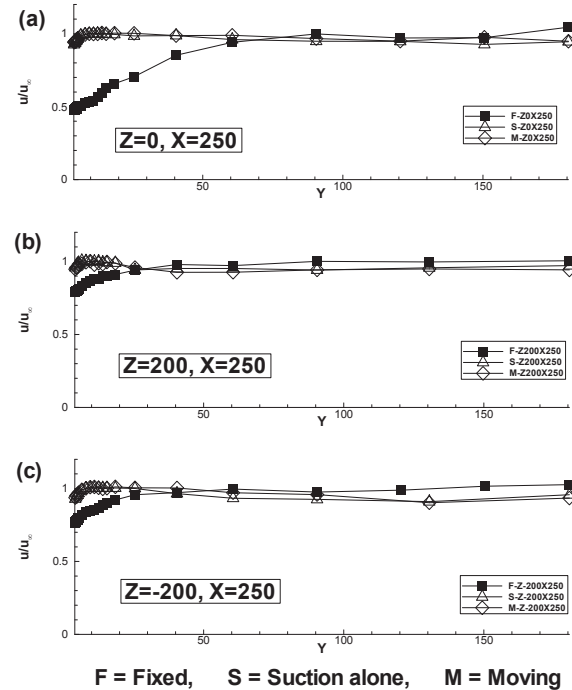 (a)
1
0.5
0
u/u∞
Z=0, X=250
F-Z0X250
S-Z0X250
M-Z0X250
50
100
150
Y
(b)
1
0.5
0
u/u∞
Z=200, X=250
F-Z200X250
S-Z200X250
M-Z200X250
50
100
150
Y
(c)
1
0.5
0
u/u∞
Z=-200, X=250
F-Z-200X250
S-Z-200X250
M-Z-200X250
50
100
150
Y
F = Fixed, S = Suction alone, M = Moving